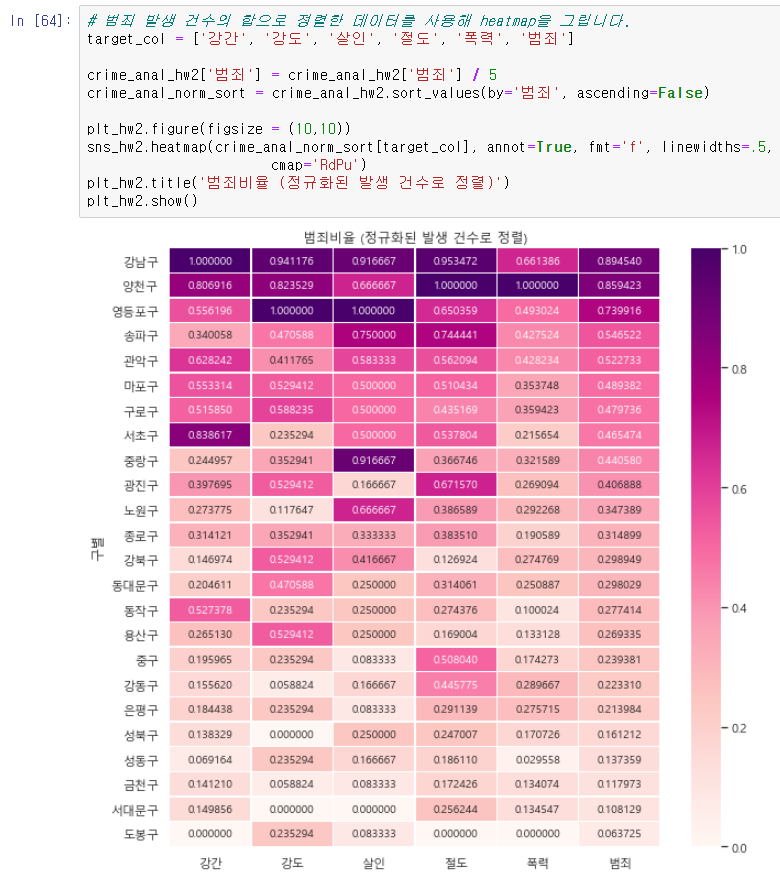 In [64]:
# 범죄 발생 건수의 합으로 정렬한 데이터를 사용해 heatmap을 그립니다.
target_col = ['강간', '강도', '살인', '절도', '폭력', '범죄']
crime_anal_hw2['범죄'] = crime_anal_hw2['범죄'] / 5
crime_anal_norm_sort = crime_anal_hw2.sort_values(by='범죄', ascending=False)
plt_hw2.figure(figsize = (10,10))
sns_hw2.heatmap(crime_anal_norm_sort[target_col], annot=True, fmt='f', linewidths=.5,
cmap='RdPu')
plt_hw2.title('범죄비율 (정규화된 발생 건수로 정렬)')
plt_hw2.show()
범죄비율 (정규화된 발생 건수로 정렬)
강남구 1.000000 0.941176 0.916667 0.953472 0.661386 0.894540
양천구 0.806916 0.823529 0.666667 1.000000 1.000000 0.859423
영등포구 0.556196 1.000000 1.000000 0.650359 0.493024 0.739916
송파구 0.340058 0.470588 0.750000 0.744441 0.427524 0.546522
관악구 0.628242 0.411765 0.583333 0.562094 0.428234 0.522733
마포구 0.553314 0.529412 0.500000 0.510434 0.353748 0.489382
구로구 0.515850 0.588235 0.500000 0.435169 0.359423 0.479736
서초구 0.838617 0.235294 0.500000 0.537804 0.215654 0.465474
중랑구 0.244957 0.352941 0.916667 0.366746 0.321589 0.440580
광진구 0.397695 0.529412 0.166667 0.671570 0.269094 0.406888
노원구 0.273775 0.117647 0.666667 0.386589 0.292268 0.347389
종로구 0.314121 0.352941 0.333333 0.383510 0.190589 0.314899
강북구 0.146974 0.529412 0.416667 0.126924 0.274769 0.298949
동대문구 0.204611 0.470588 0.250000 0.314061 0.250887 0.298029
동작구 0.527378 0.235294 0.250000 0.274376 0.100024 0.277414
용산구 0.265130 0.529412 0.250000 0.169004 0.133128 0.269335
중구 0.195965 0.235294 0.083333 0.508040 0.174273 0.239381
강동구 0.155620 0.058824 0.166667 0.445775 0.289667 0.223310
은평구 0.184438 0.235294 0.083333 0.291139 0.275715 0.213984
성북구 0.138329 0.000000 0.250000 0.247007 0.170726 0.161212
성동구 0.069164 0.235294 0.166667 0.186110 0.029558 0.137359
금천구 0.141210 0.058824 0.083333 0.172426 0.134074 0.117973
서대문구 0.149856 0.000000 0.000000 0.256244 0.134547 0.108129
도봉구 0.000000 0.235294 0.083333 0.000000 0.000000 0.063725
강간 강도 살인 절도 폭력 범죄
구별
1.0
0.8
0.6
0.4
0.2
0.0